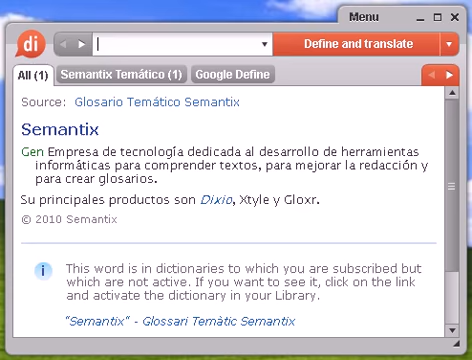 Menu
di
Define and translate
All (1)
Semantix Temático (1)
Google Define
Source: Glosario Temático Semantix
Semantix
Gen Empresa de tecnología dedicada al desarrollo de herramientas
informáticas para comprender textos, para mejorar la redacción y
para crear glosarios.
Su principales productos son Dixio, Xtyle y Gloxr.
© 2010 Semantix
i
This word is in dictionaries to which you are subscribed but
which are not active. If you want to see it, click on the link
and activate the dictionary in your Library.
"Semantix" - Glossari Temàtic Semantix